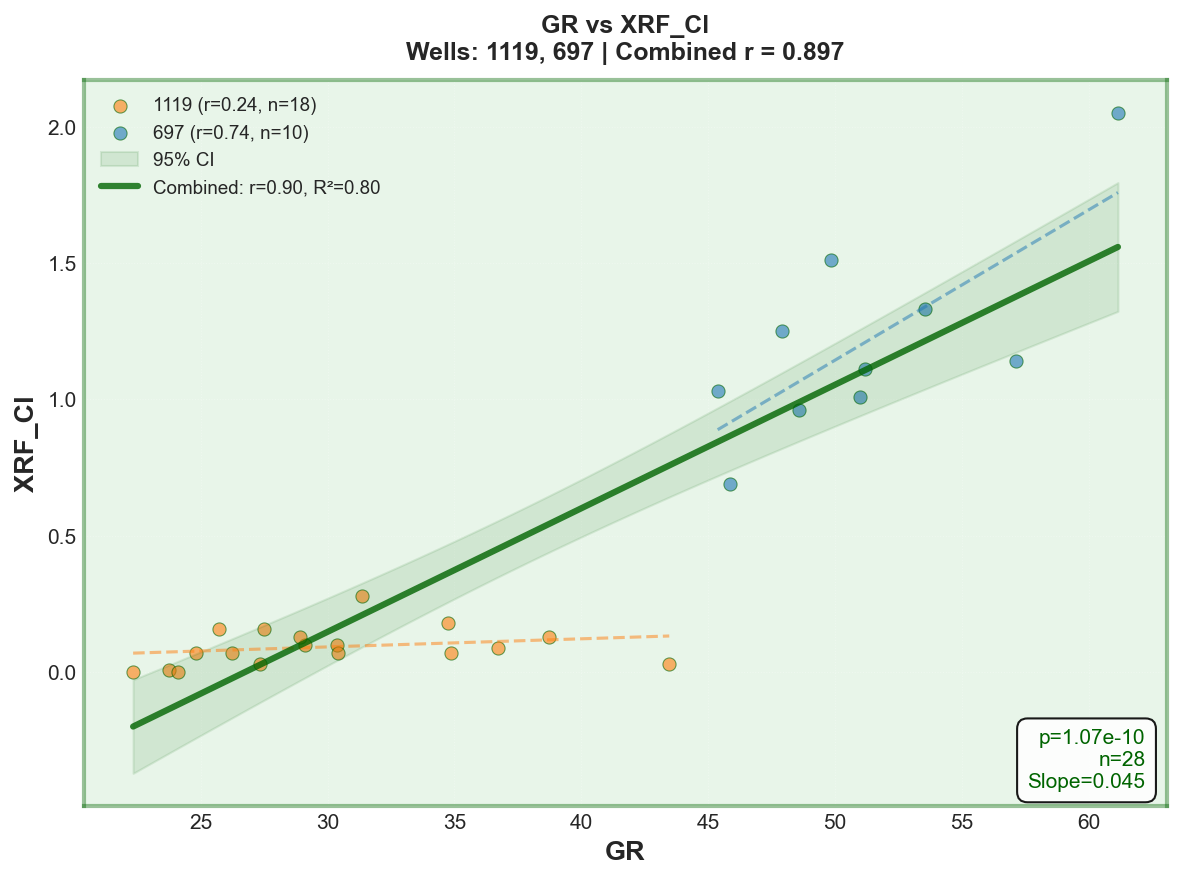 GR vs XRF_Cl
Wells: 1119, 697 | Combined r = 0.897
1119 (r=0.24, n=18)
697 (r=0.74, n=10)
95% CI
Combined: r=0.90, R²=0.80
XRF_Cl
2.0
1.5
1.0
0.5
0.0
p=1.07e-10
n=28
Slope=0.045
25 30 35 40 45 50 55 60
GR